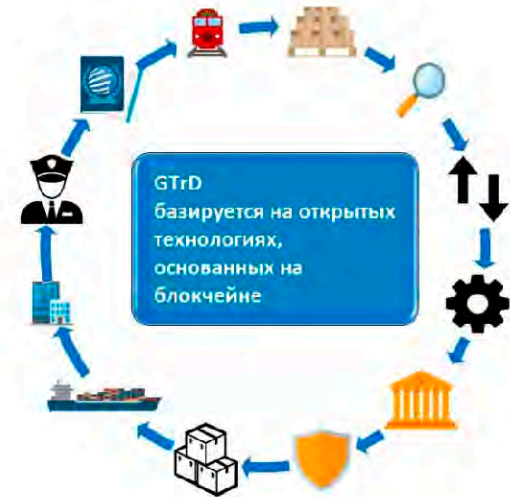 GTrD
базируется на открытых
технологиях,
основанных на
блокчейне